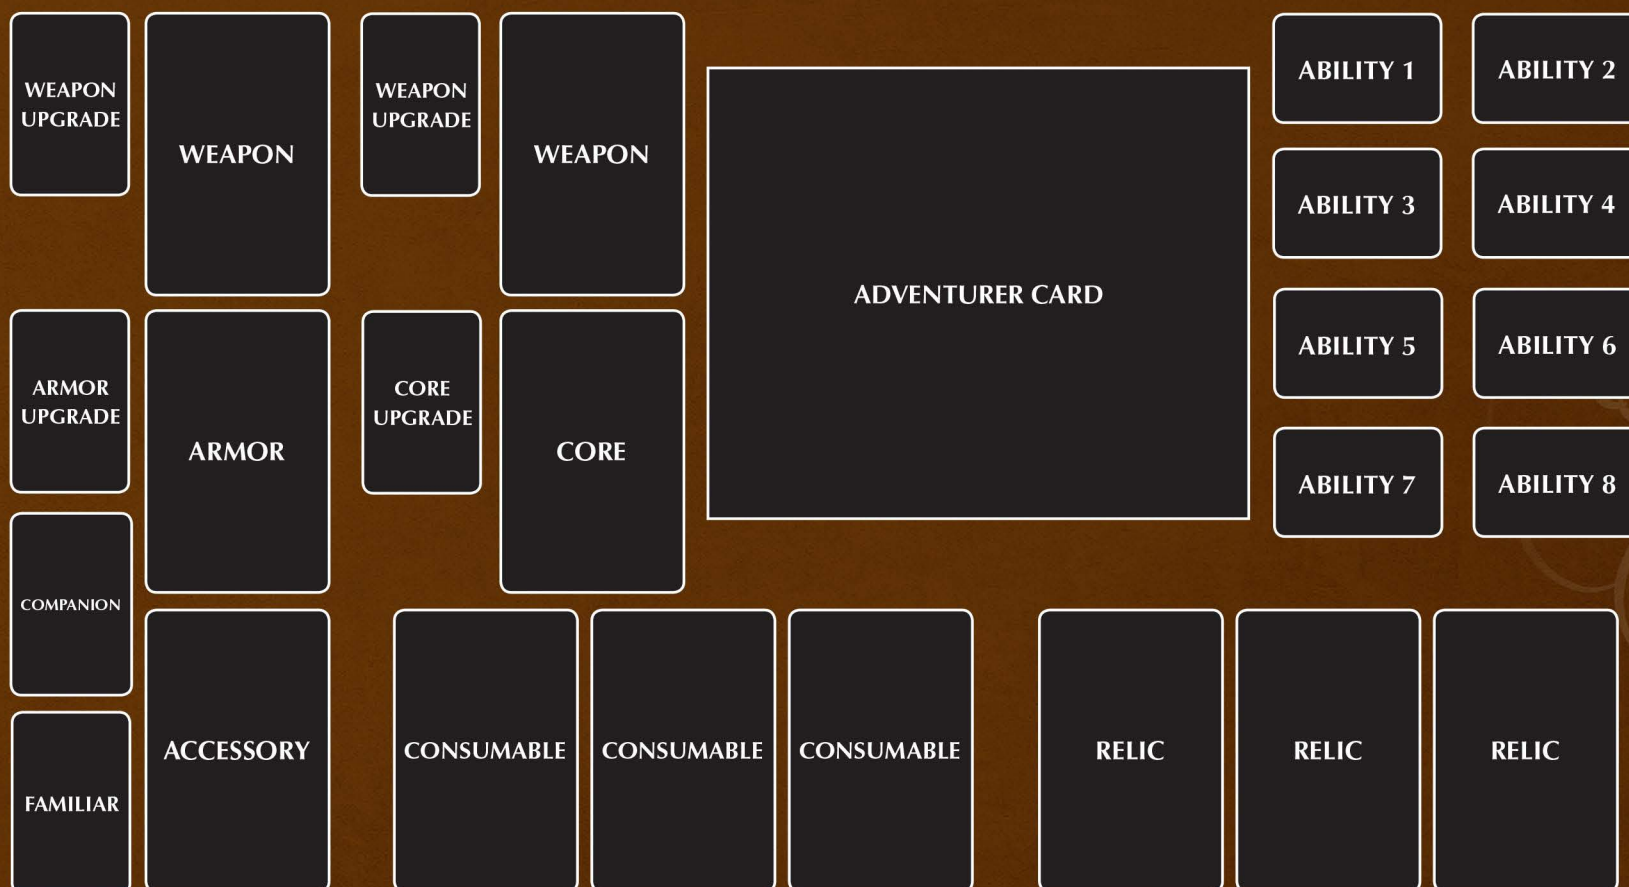 WEAPON
UPGRADE
WEAPON
WEAPON
UPGRADE
WEAPON
ADVENTURER CARD
ABILITY 1
ABILITY 2
ABILITY 3
ABILITY 4
ABILITY 5
ABILITY 6
ABILITY 7
ABILITY 8
ARMOR
UPGRADE
ARMOR
CORE
UPGRADE
CORE
COMPANION
FAMILIAR
ACCESSORY
CONSUMABLE
CONSUMABLE
CONSUMABLE
RELIC
RELIC
RELIC